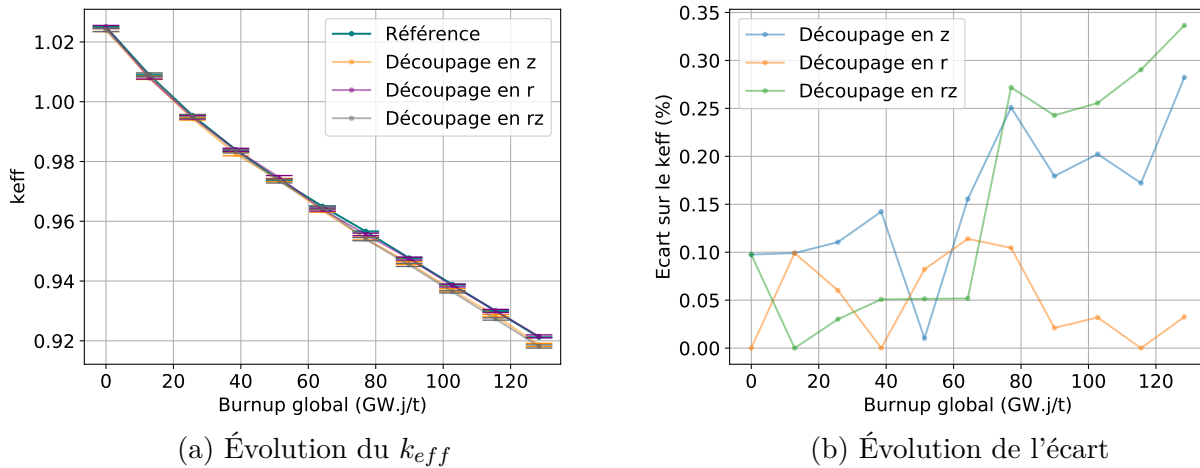 1.02
1.00
0.98
0.96
0.94
0.92
keff
0 20 40 60 80 100 120
Burnup global (GW.j/t)
Référence
Découpage en z
Découpage en r
Découpage en rz
(a) Évolution du keff
0.35
0.30
0.25
0.20
0.15
0.10
0.05
0.00
Ecart sur le keff (%)
0 20 40 60 80 100 120
Burnup global (GW.j/t)
Découpage en z
Découpage en r
Découpage en rz
(b) Évolution de l'écart